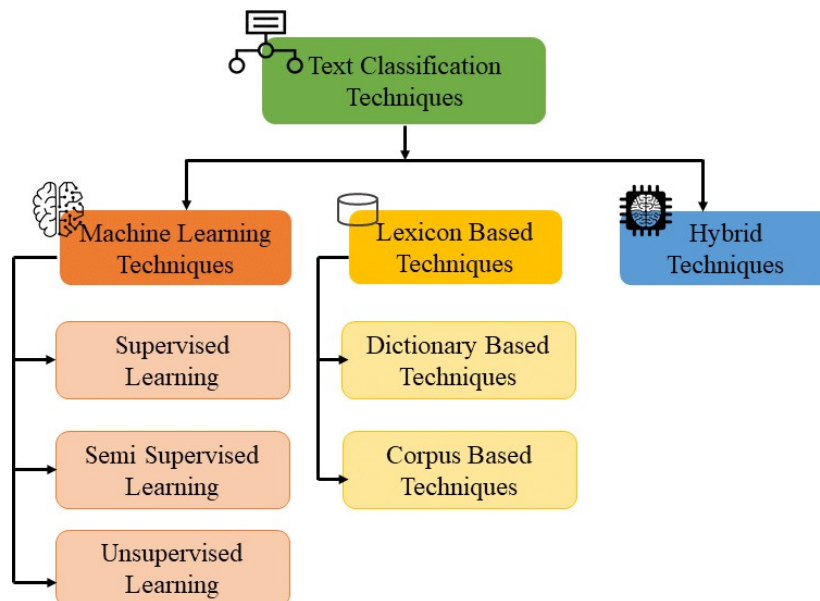 Text Classification
Techniques
Machine Learning
Techniques
Lexicon Based
Techniques
Hybrid
Techniques
Supervised
Learning
Dictionary Based
Techniques
Semi Supervised
Learning
Corpus Based
Techniques
Unsupervised
Learning